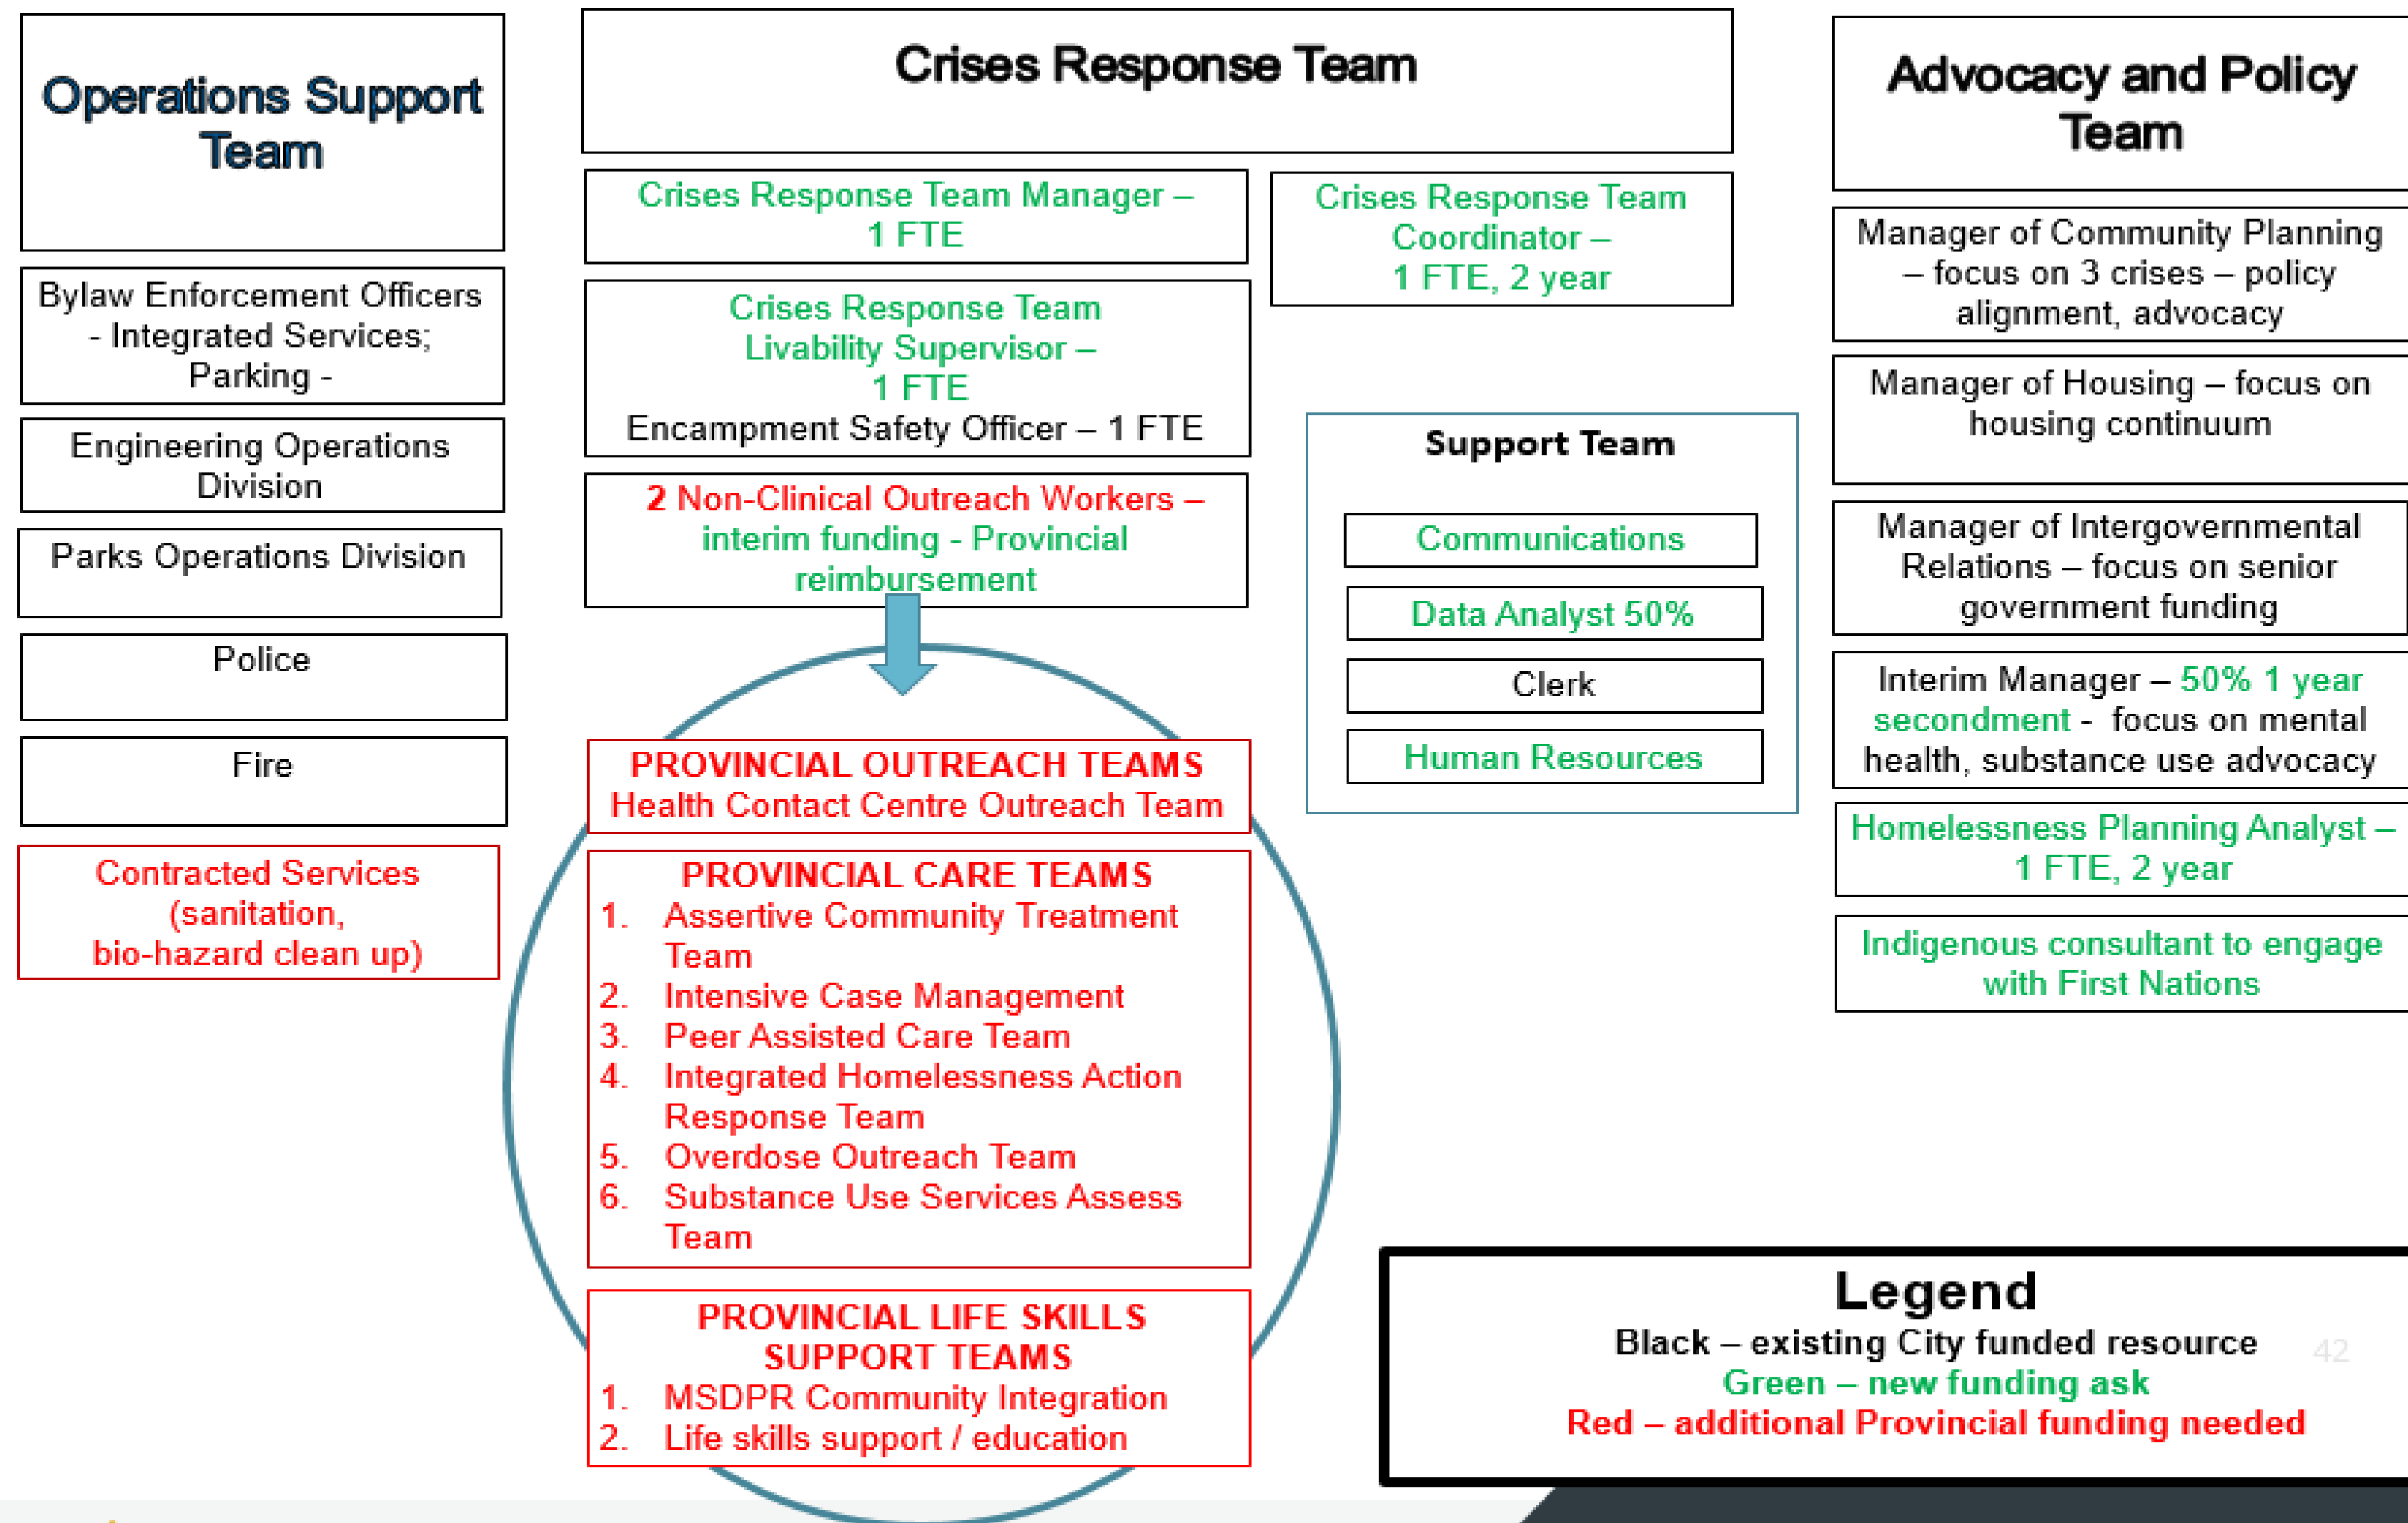 Operations Support
Team
Bylaw Enforcement Officers
- Integrated Services;
Parking -
Engineering Operations
Division
Parks Operations Division
Police
Fire
Contracted Services
(sanitation,
bio-hazard clean up)
Crises Response Team
Crises Response Team Manager –
1 FTE
Crises Response Team
Livability Supervisor –
1 FTE
Encampment Safety Officer – 1 FTE
2 Non-Clinical Outreach Workers –
interim funding - Provincial
reimbursement
PROVINCIAL OUTREACH TEAMS
Health Contact Centre Outreach Team
PROVINCIAL CARE TEAMS
1. Assertive Community Treatment
Team
2. Intensive Case Management
3. Peer Assisted Care Team
4. Integrated Homelessness Action
Response Team
5. Overdose Outreach Team
6. Substance Use Services Assess
Team
PROVINCIAL LIFE SKILLS
SUPPORT TEAMS
1. MSDPR Community Integration
2. Life skills support / education
Crises Response Team
Coordinator –
1 FTE, 2 year
Support Team
Communications
Data Analyst 50%
Clerk
Human Resources
Advocacy and Policy
Team
Manager of Community Planning
– focus on 3 crises – policy
alignment, advocacy
Manager of Housing – focus on
housing continuum
Manager of Intergovernmental
Relations – focus on senior
government funding
Interim Manager – 50% 1 year
secondment - focus on mental
health, substance use advocacy
Homelessness Planning Analyst –
1 FTE, 2 year
Indigenous consultant to engage
with First Nations
Legend
Black – existing City funded resource
Green – new funding ask
Red – additional Provincial funding needed
42